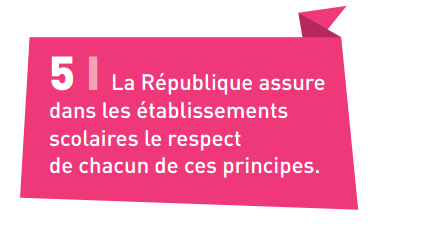 5 | La République assure
dans les établissements
scolaires le respect
de chacun de ces principes.